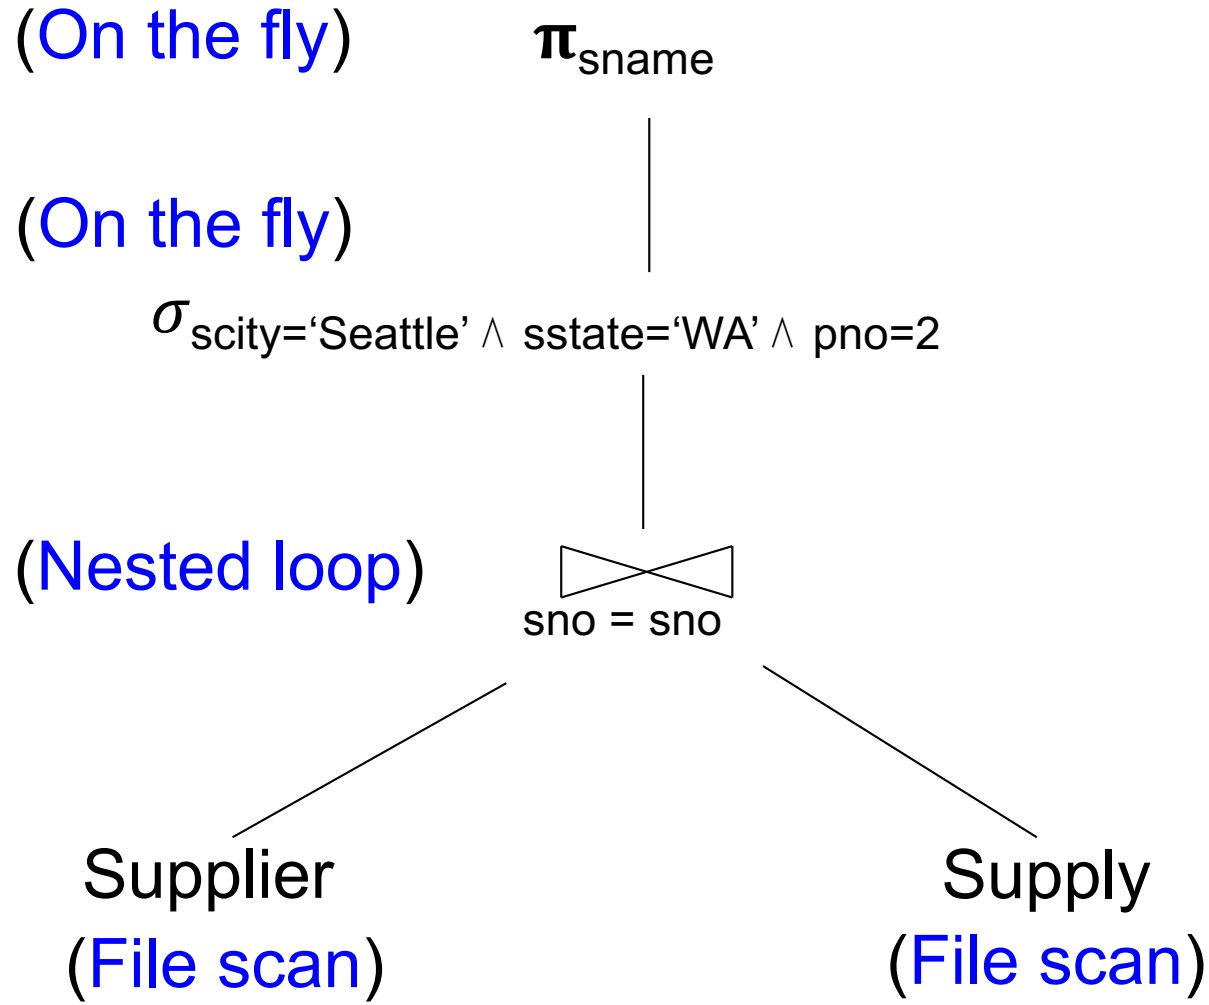 (On the fly) πsname
(On the fly)
σscity=‘Seattle’ ∧ sstate=‘WA’ ∧ pno=2
(Nested loop)
sno = sno
Supplier Supply
(File scan) (File scan)